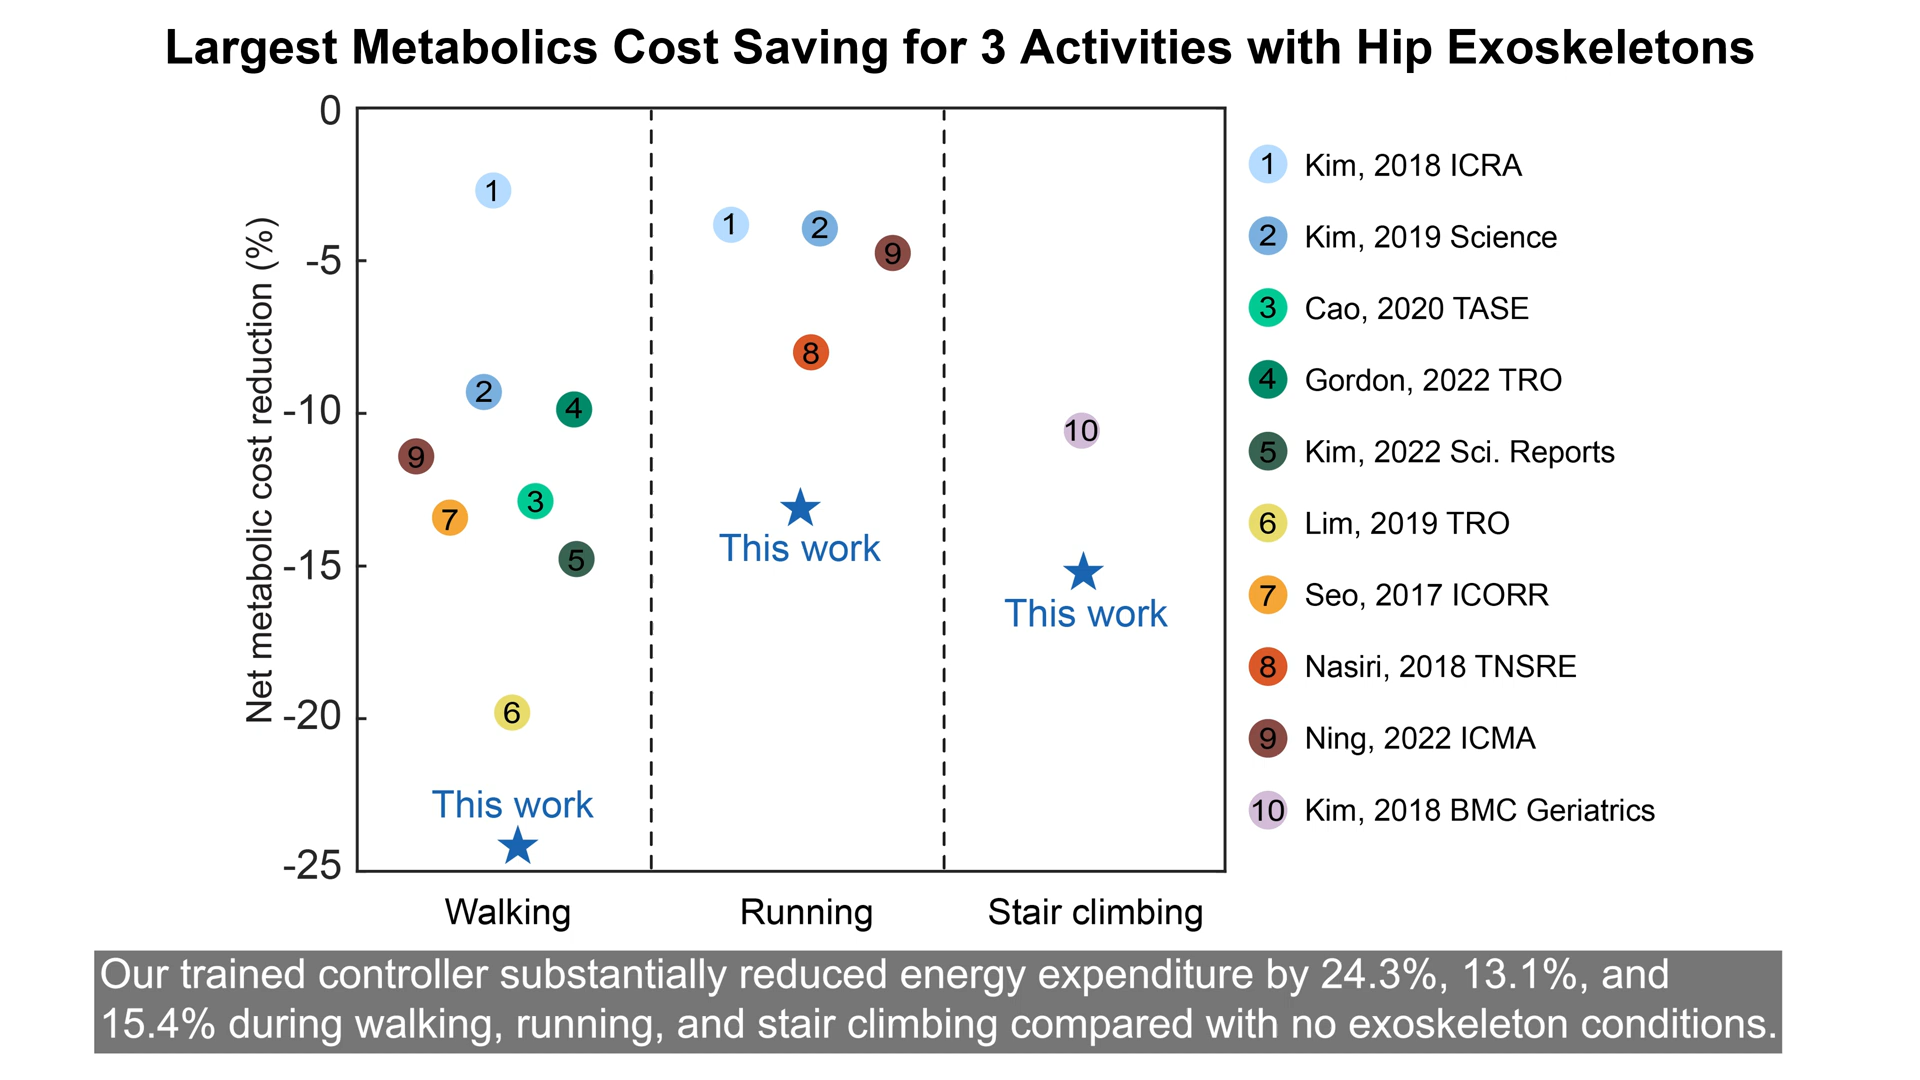 Largest Metabolics Cost Saving for 3 Activities with Hip Exoskeletons
Net metabolic cost reduction (%)
0
-5
-10
-15
-20
-25
1
2
4
9
3
7
5
6
This work
1
2
9
8
This work
10
This work
Walking
Running
Stair climbing
1 Kim, 2018 ICRA
2 Kim, 2019 Science
3 Cao, 2020 TASE
4 Gordon, 2022 TRO
5 Kim, 2022 Sci. Reports
6 Lim, 2019 TRO
7 Seo, 2017 ICORR
8 Nasiri, 2018 TNSRE
9 Ning, 2022 ICMA
10 Kim, 2018 BMC Geriatrics
Our trained controller substantially reduced energy expenditure by 24.3%, 13.1%, and
15.4% during walking, running, and stair climbing compared with no exoskeleton conditions.